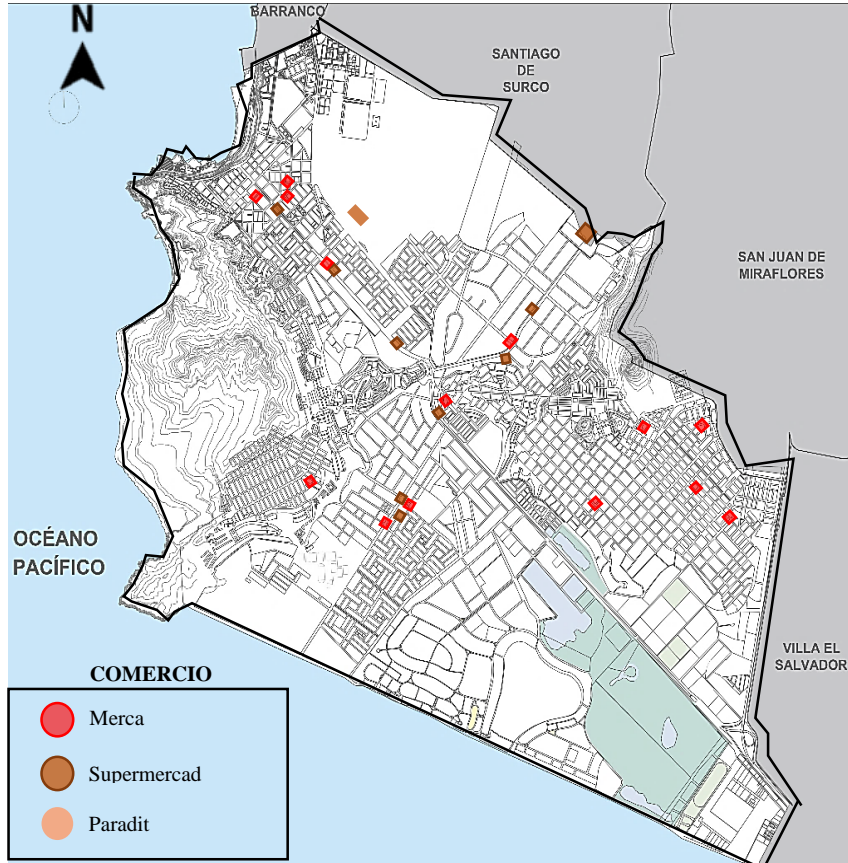 BARRANCO
N
SANTIAGO
DE
SURCO
SAN JUAN DE
MIRAFLORES
OCÉANO
PACÍFICO
VILLA EL
SALVADOR
COMERCIO
Merca
Supermercad
Paradit